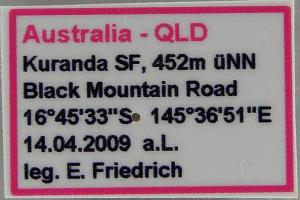 Australia - QLD
Kuranda SF, 452m üNN
Black Mountain Road
16°45'33"S 145°36'51"E
14.04.2009 a.L.
leg. E. Friedrich